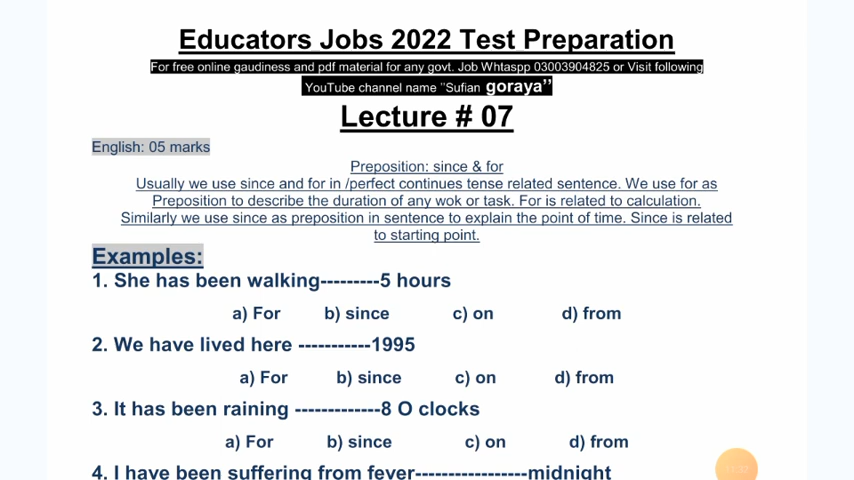 Educators Jobs 2022 Test Preparation
For free online gaudiness and pdf material for any govt. Job Whtaspp 03003904825 or Visit following
YouTube channel name "Sufian goraya''
Lecture # 07
English: 05 marks
Preposition: since & for
Usually we use since and for in /perfect continues tense related sentence. We use for as
Preposition to describe the duration of any wok or task. For is related to calculation.
Similarly we use since as preposition in sentence to explain the point of time. Since is related
to starting point.
Examples:
1. She has been walking---------5 hours
a) For b) since c) on d) from
2. We have lived here -----------1995
a) For b) since c) on d) from
3. It has been raining -------------8 O clocks
a) For b) since c) on d) from
4. I have been suffering from fever-----------------midnight